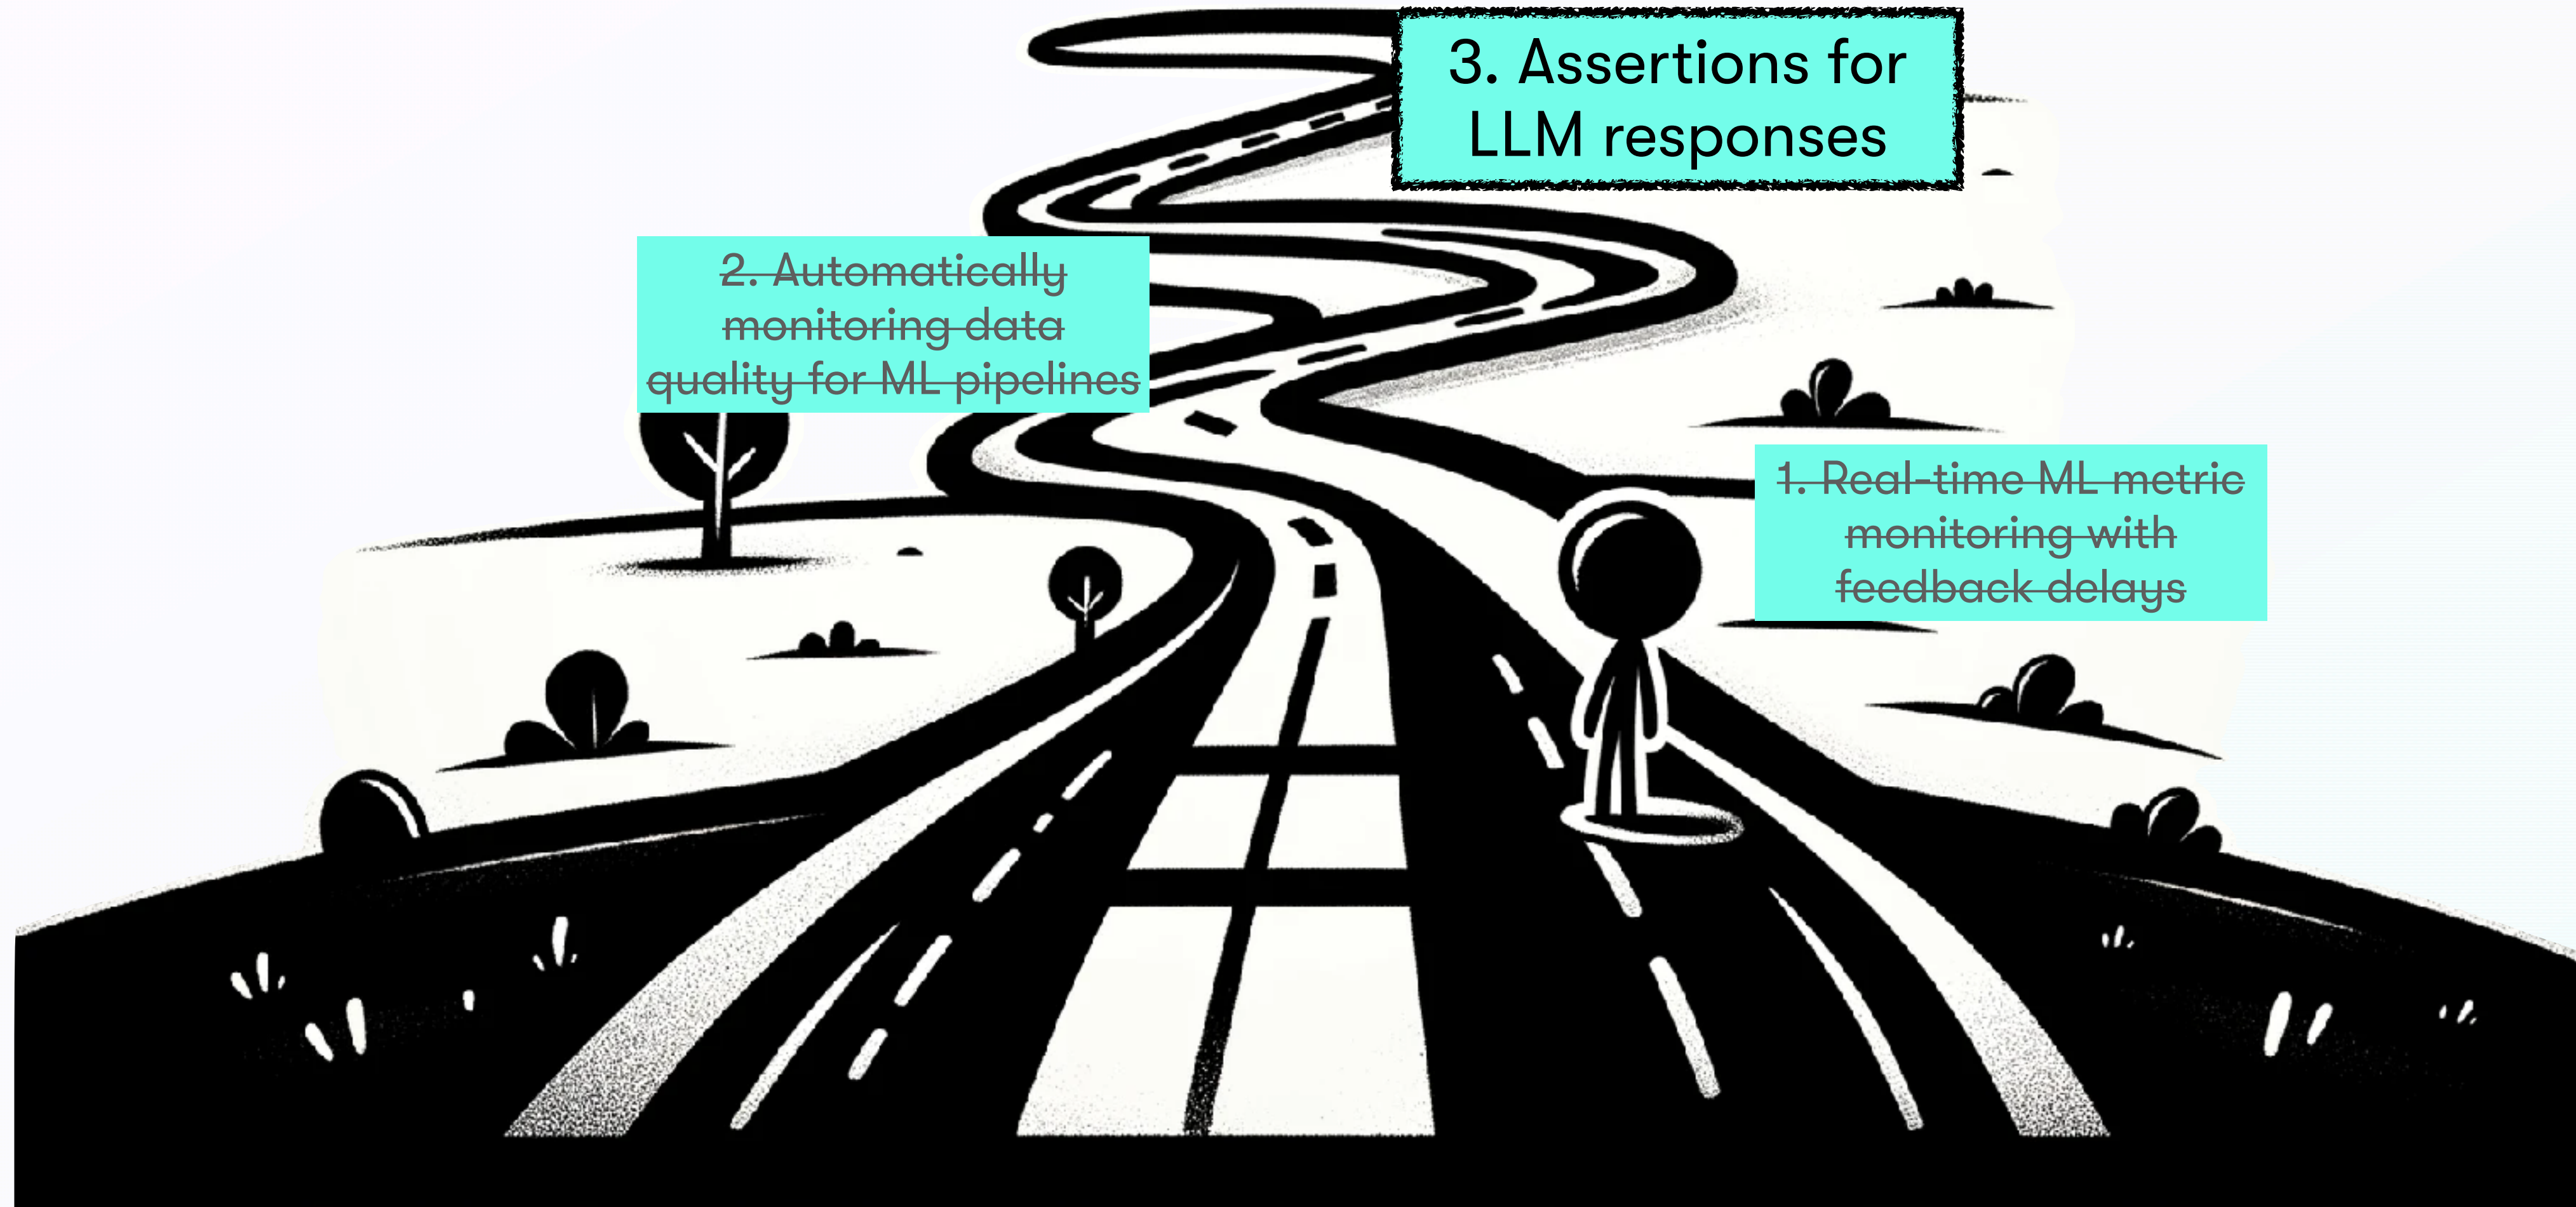 3. Assertions for
LLM responses
2. Automatically
monitoring data
quality for ML pipelines
1. Real-time ML metric
monitoring with
feedback delays